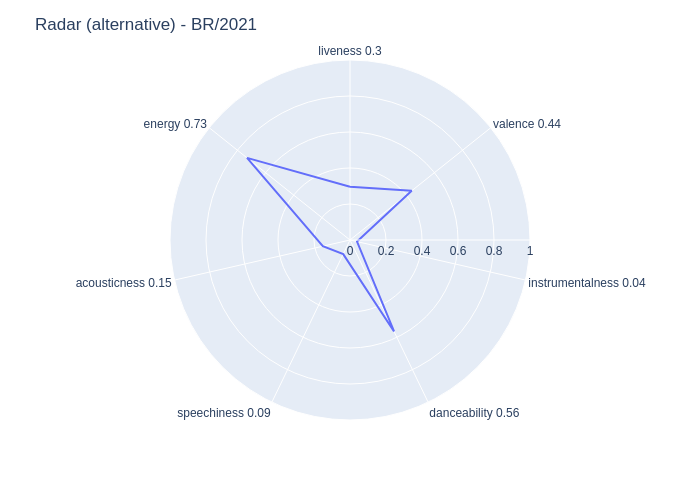 Radar (alternative) - BR/2021
liveness 0.3
energy 0.73
valence 0.44
0 0.2 0.4 0.6 0.8 1
acousticness 0.15
instrumentalness 0.04
speechiness 0.09
danceability 0.56